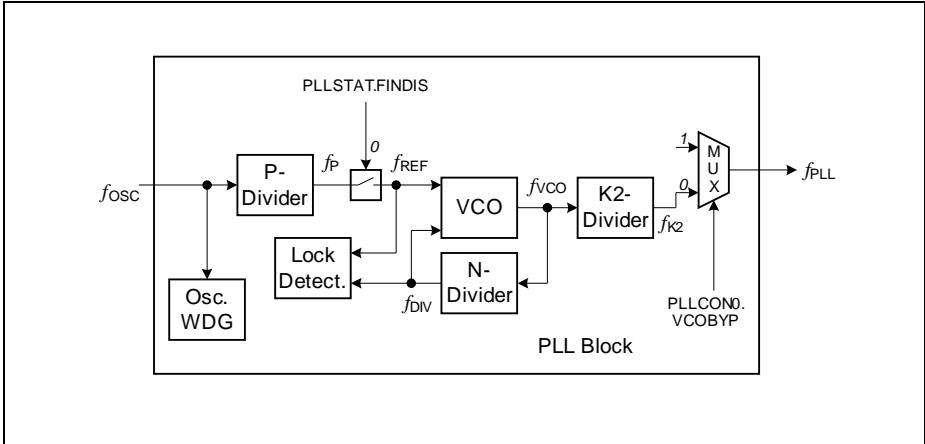 PLLSTAT.FINDIS
0
fOSC
P-
Divider
fP
fREF
VCO
fVCO
K2-
Divider
fK2
1
0
M
U
X
fPLL
Lock
Detect.
fDIV
N-
Divider
Osc.
WDG
PLLCON0.
VCOBYP
PLL Block